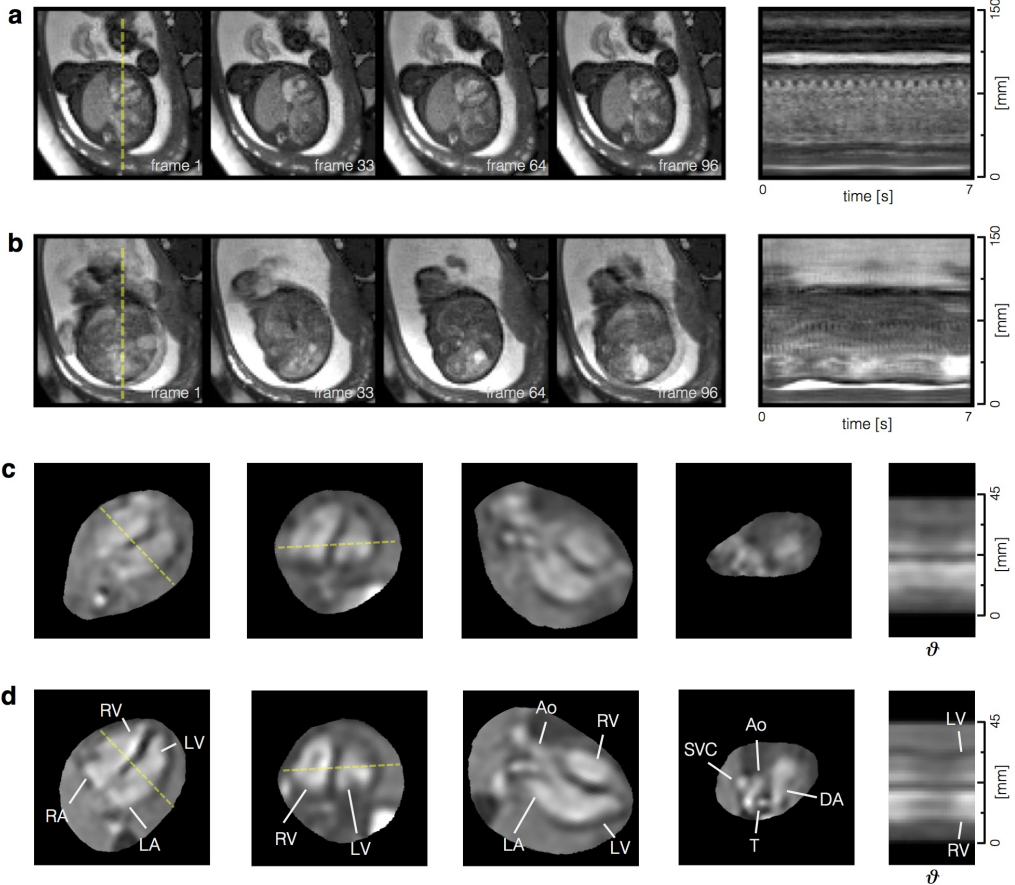 a
frame 1
frame 33
frame 64
frame 96
150
[mm]
0
0
7
time [s]
b
frame 1
frame 33
frame 64
frame 96
150
[mm]
0
0
7
time [s]
c
45
[mm]
0
ϑ
d
RV
LV
RA
LA
RV
LV
Ao
RV
LA
LV
Ao
SVC
DA
T
LV
RV
45
[mm]
0
ϑ